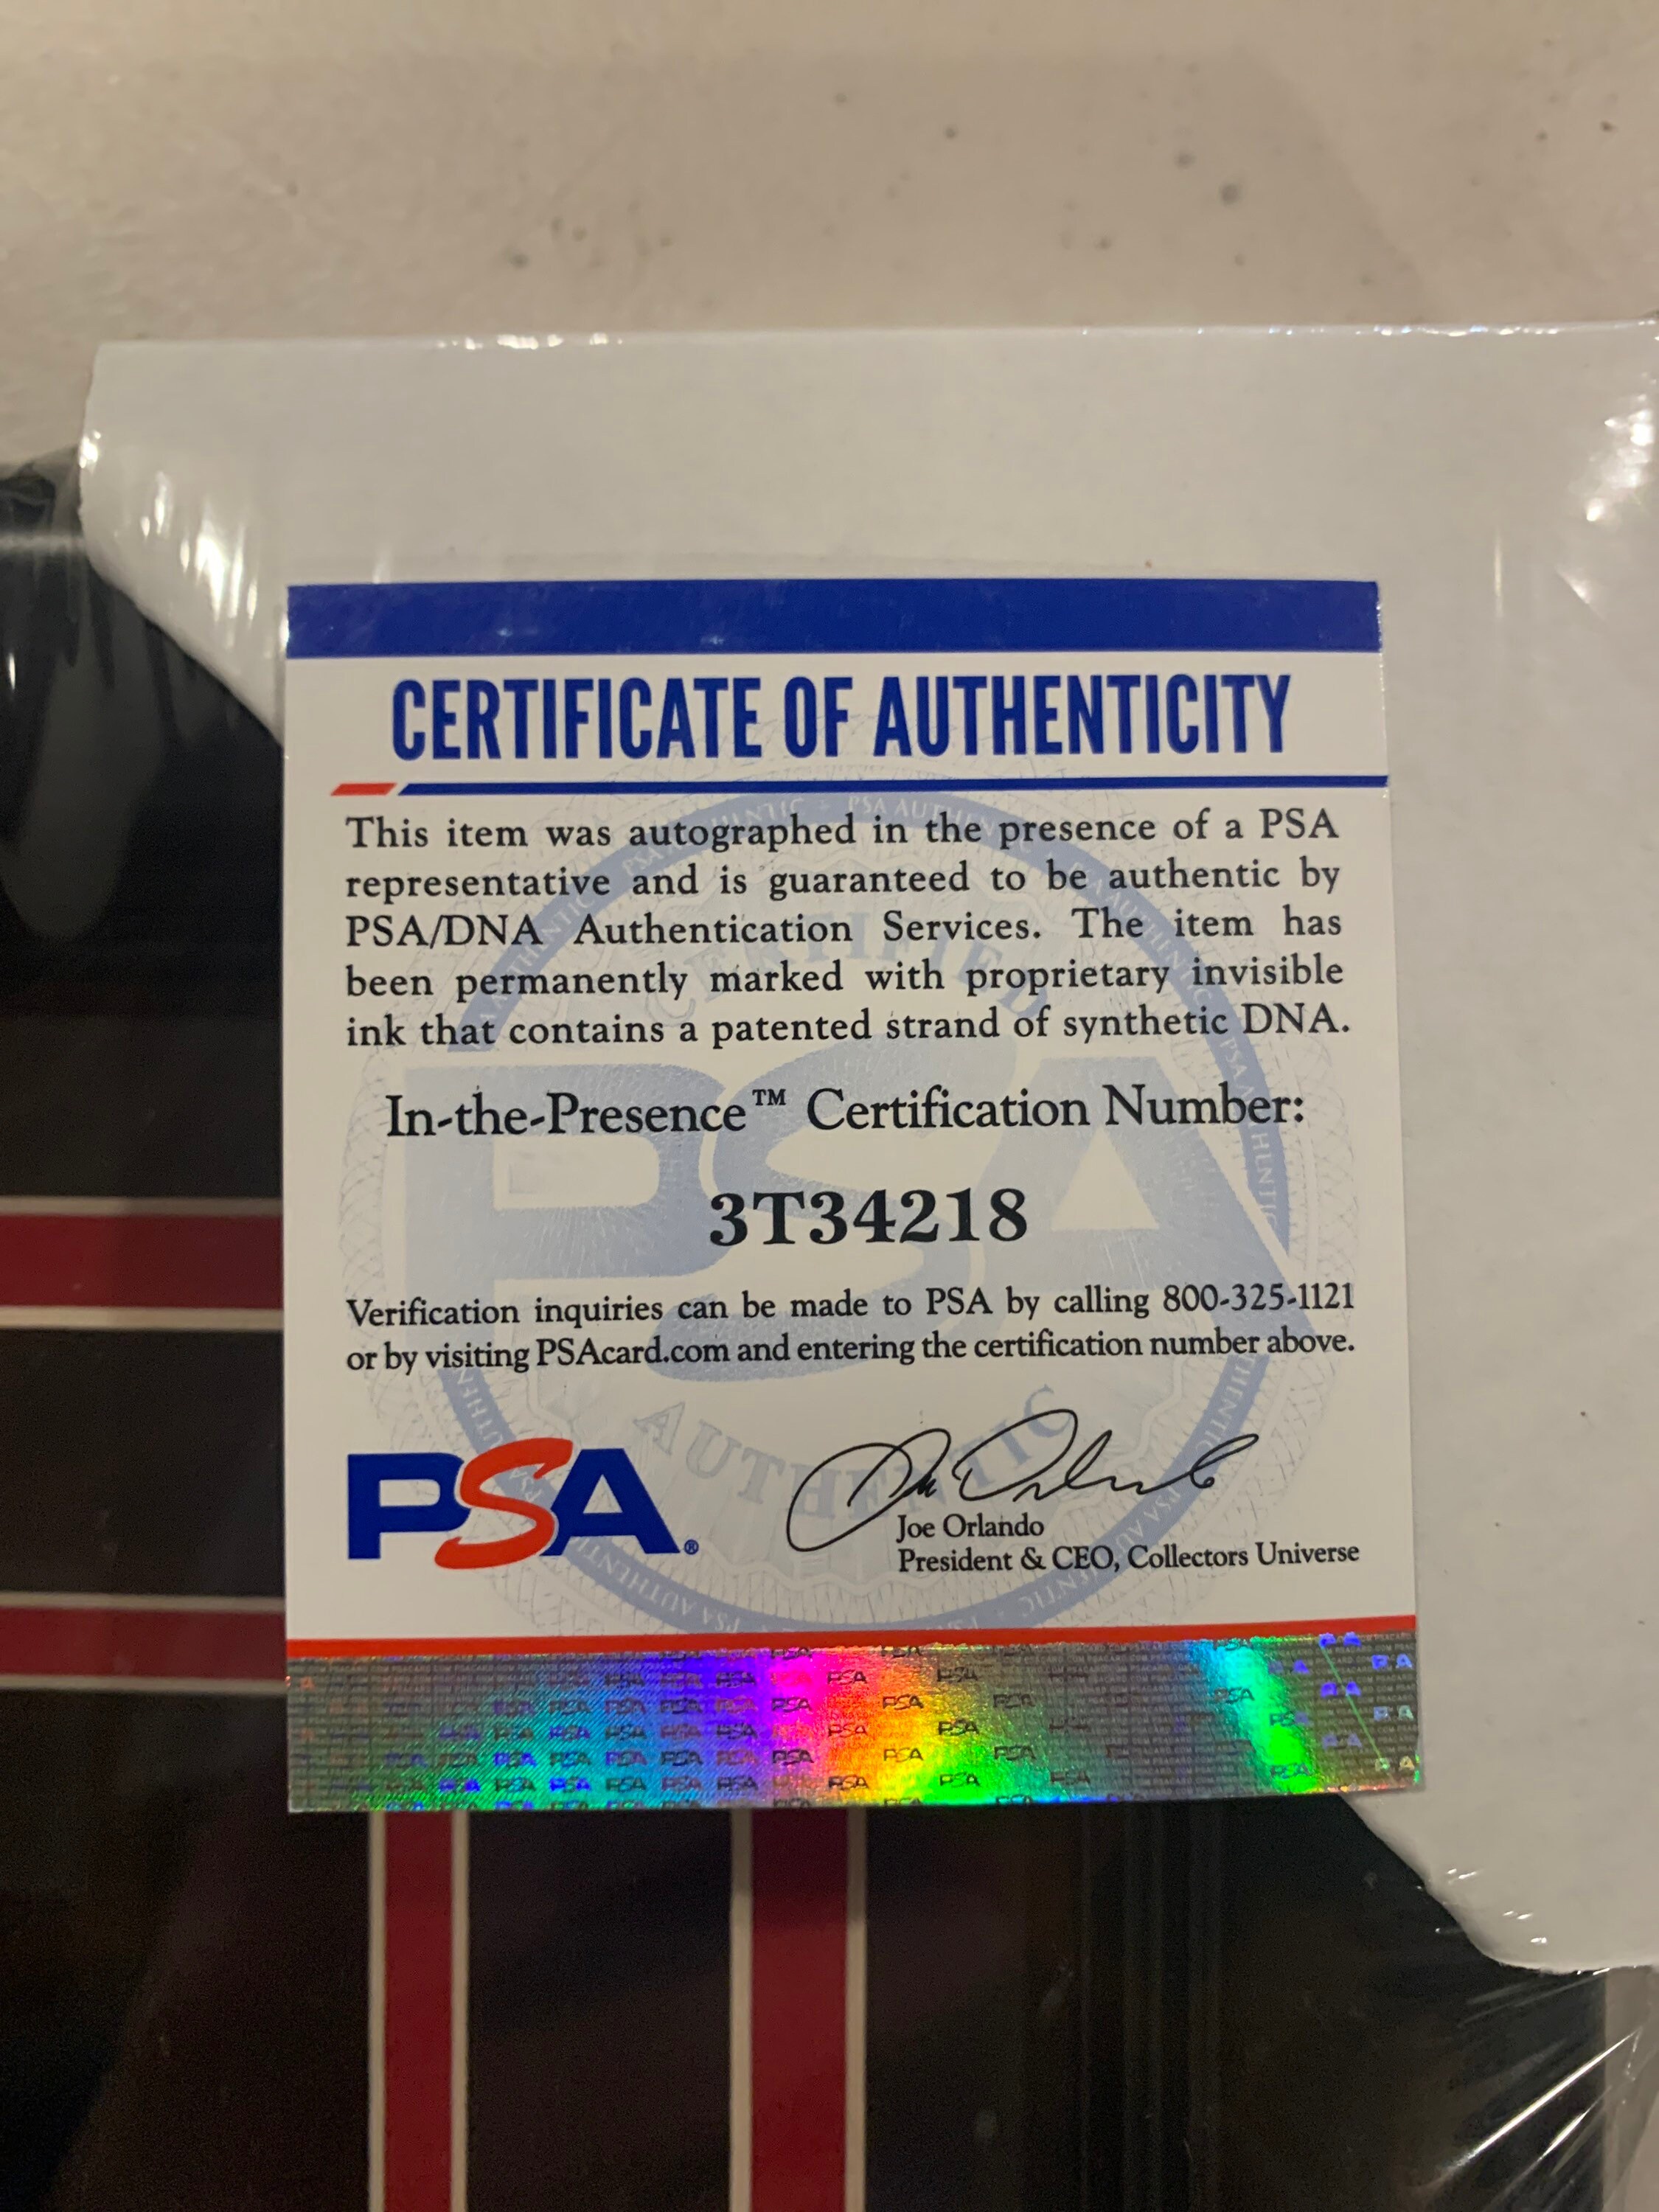 CERTIFICATE OF AUTHENTICITY
This item was autographed in the presence of a PSA
representative and is guaranteed to be authentic by
PSA/DNA Authentication Services. The item has
been permanently marked with proprietary invisible
ink that contains a patented strand of synthetic DNA.
In-the-Presence™ Certification Number:
3T34218
Verification inquiries can be made to PSA by calling 800-325-1121
or by visiting PSAcard.com and entering the certification number above.
PSA®
Joe Orlando
President & CEO, Collectors Universe